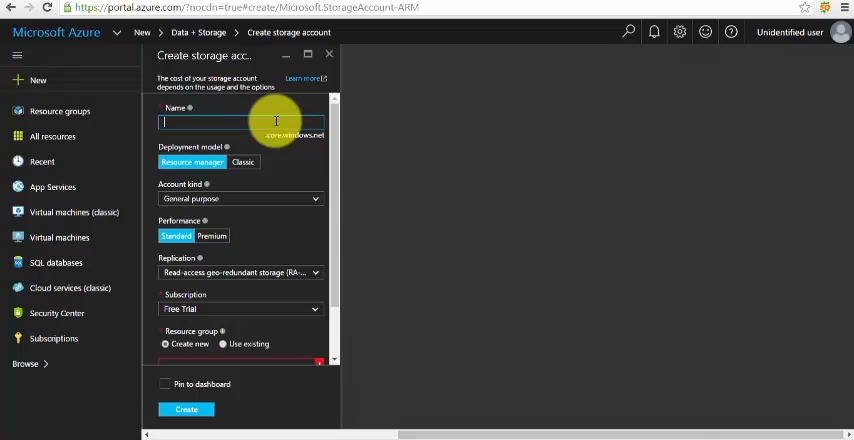 https://portal.azure.com/?nocdn=true#create/Microsoft.StorageAccount-ARM
Microsoft Azure
New > Data + Storage > Create storage account
Unidentified user
Create storage acc..
The cost of your storage account
depends on the usage and the options
Learn more
New
* Name
Resource groups
.core.windows.net
All resources
Deployment model
Recent
Resource manager Classic
Account kind
App Services
General purpose
Virtual machines (classic)
Performance
Virtual machines
Standard Premium
SQL databases
Replication
Read-access geo-redundant storage (RA-...
Cloud services (classic)
* Subscription
Security Center
Free Trial
Subscriptions
* Resource group
Create new Use existing
Browse >
Pin to dashboard
Create